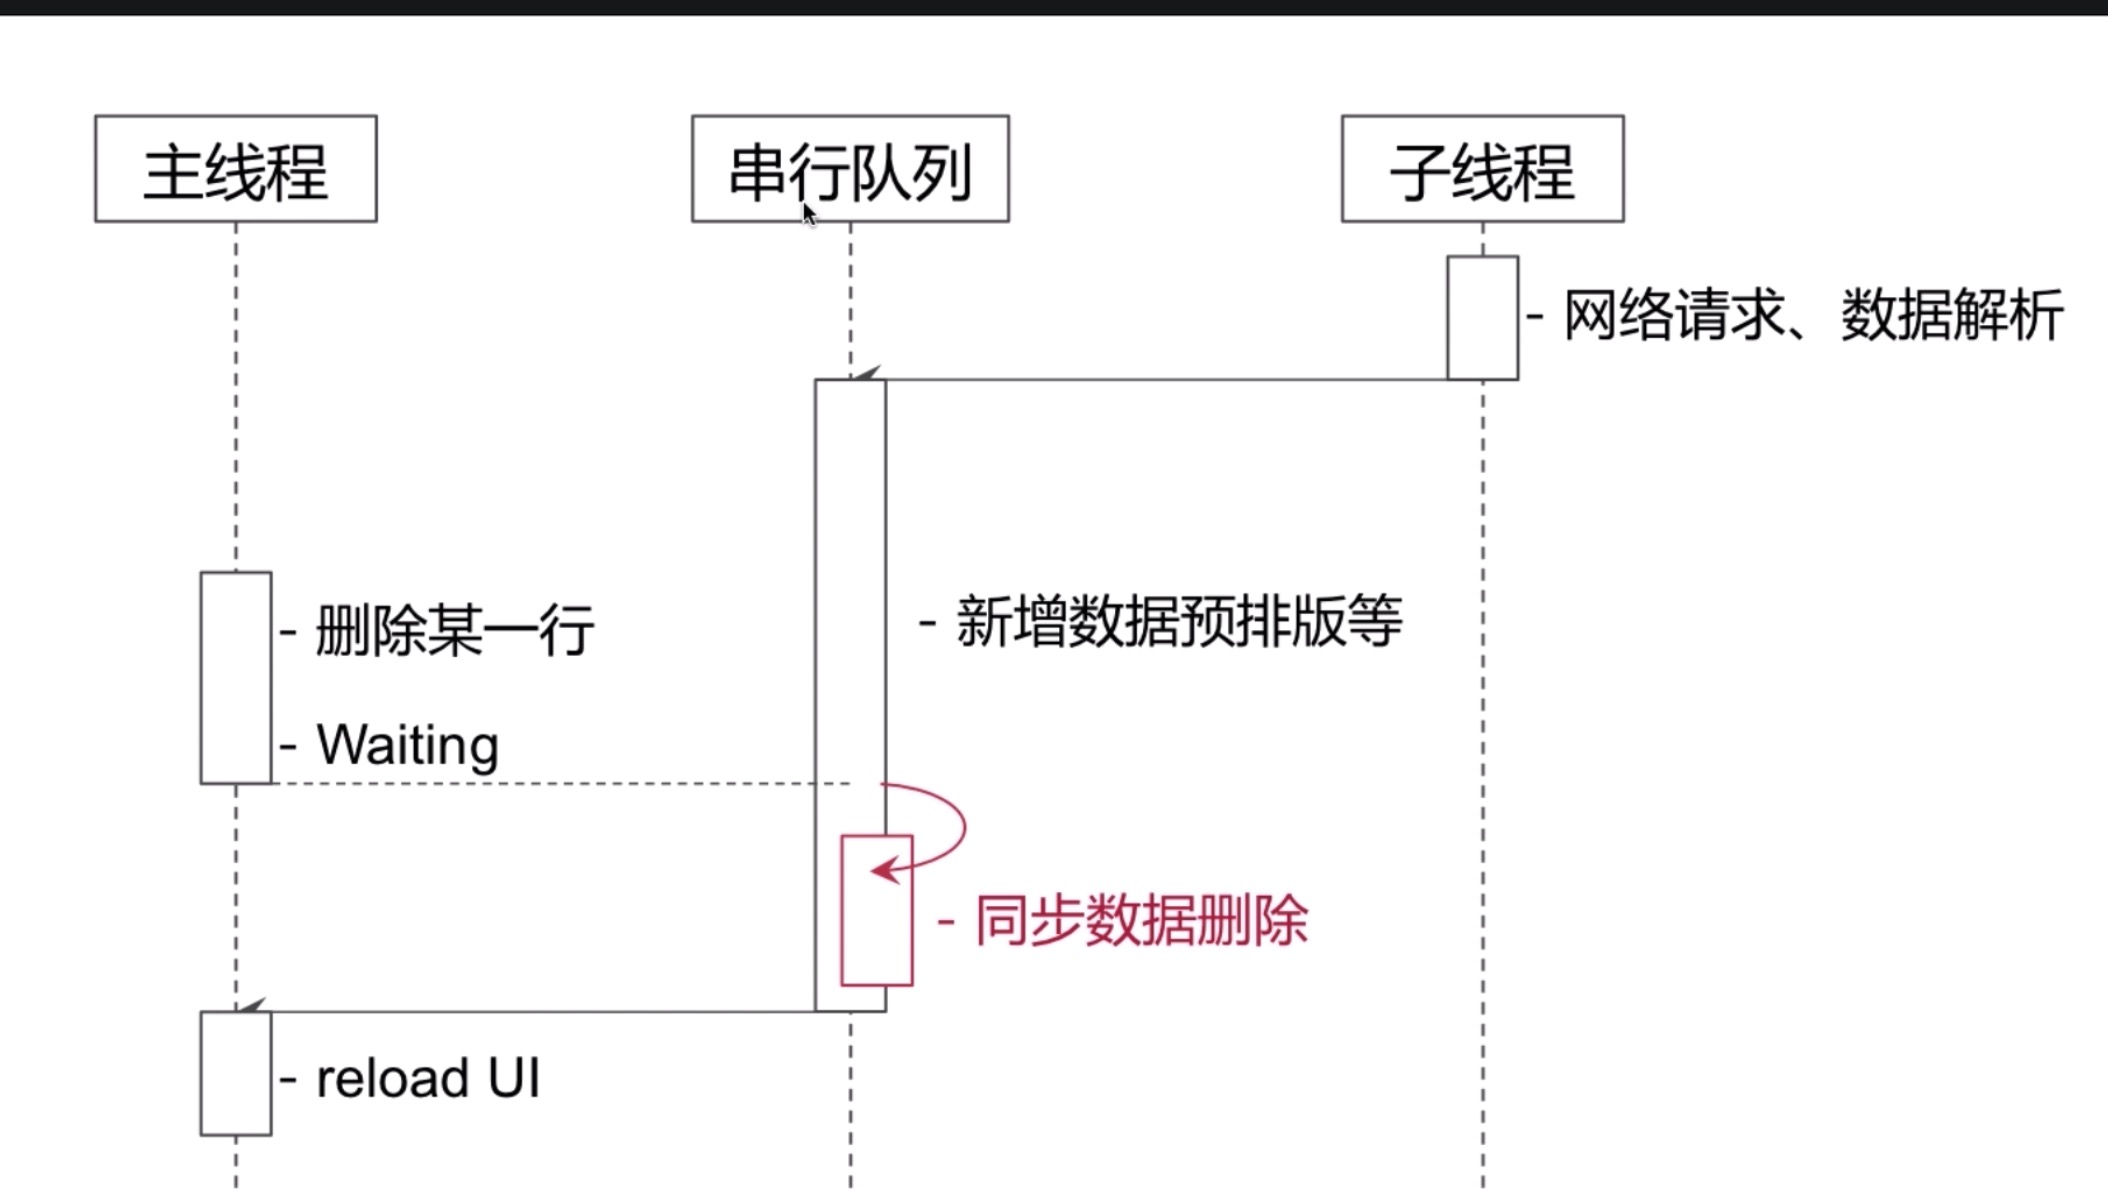 主线程
串行队列
子线程
- 网络请求、数据解析
- 删除某一行
- 新增数据预排版等
- Waiting
- 同步数据删除
- reload UI